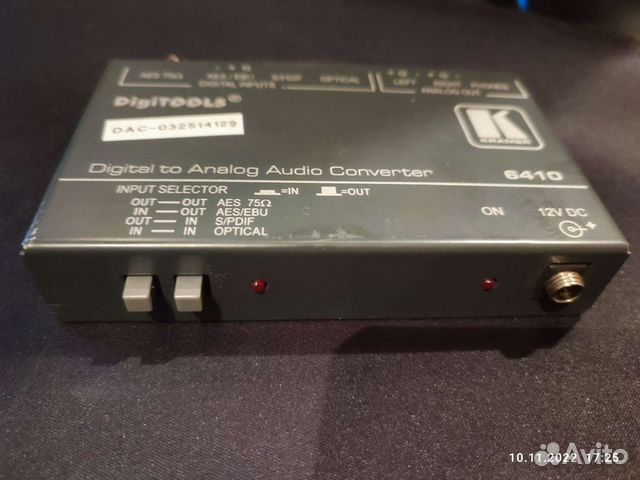 AES 75Ω AES / EBU S/PDIF OPTICAL
DIGITAL INPUTS
LEFT RIGHT PHONES
ANALOG OUT
DigiTOOLS®
DAC-032514129
K
KRAMER
Digital to Analog Audio Converter 6410
INPUT SELECTOR =IN =OUT
OUT — OUT AES 75Ω
IN — OUT AES/EBU
OUT — IN S/PDIF
IN — IN OPTICAL
ON 12V DC
10.11.2022 17:25
Avito